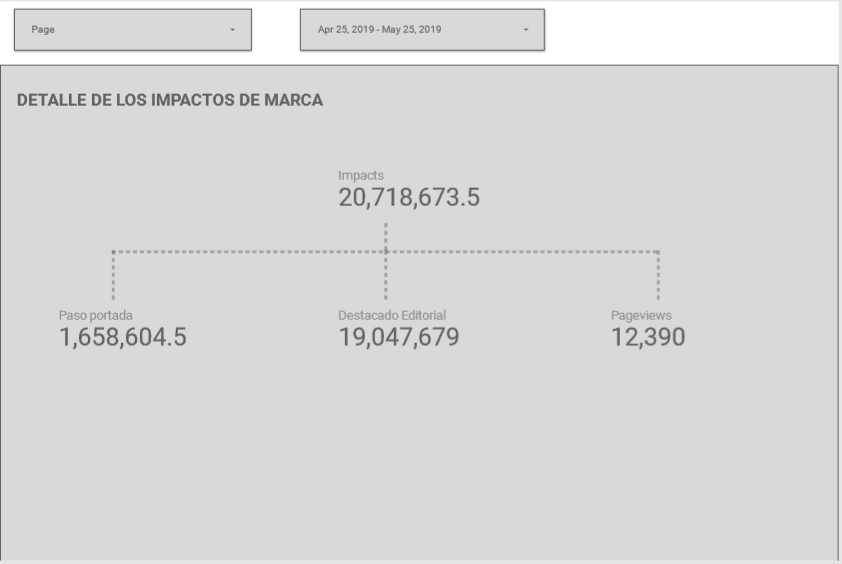 Page
Apr 25, 2019 - May 25, 2019
DETALLE DE LOS IMPACTOS DE MARCA
Impacts
20,718,673.5
Paso portada
1,658,604.5
Destacado Editorial
19,047,679
Pageviews
12,390